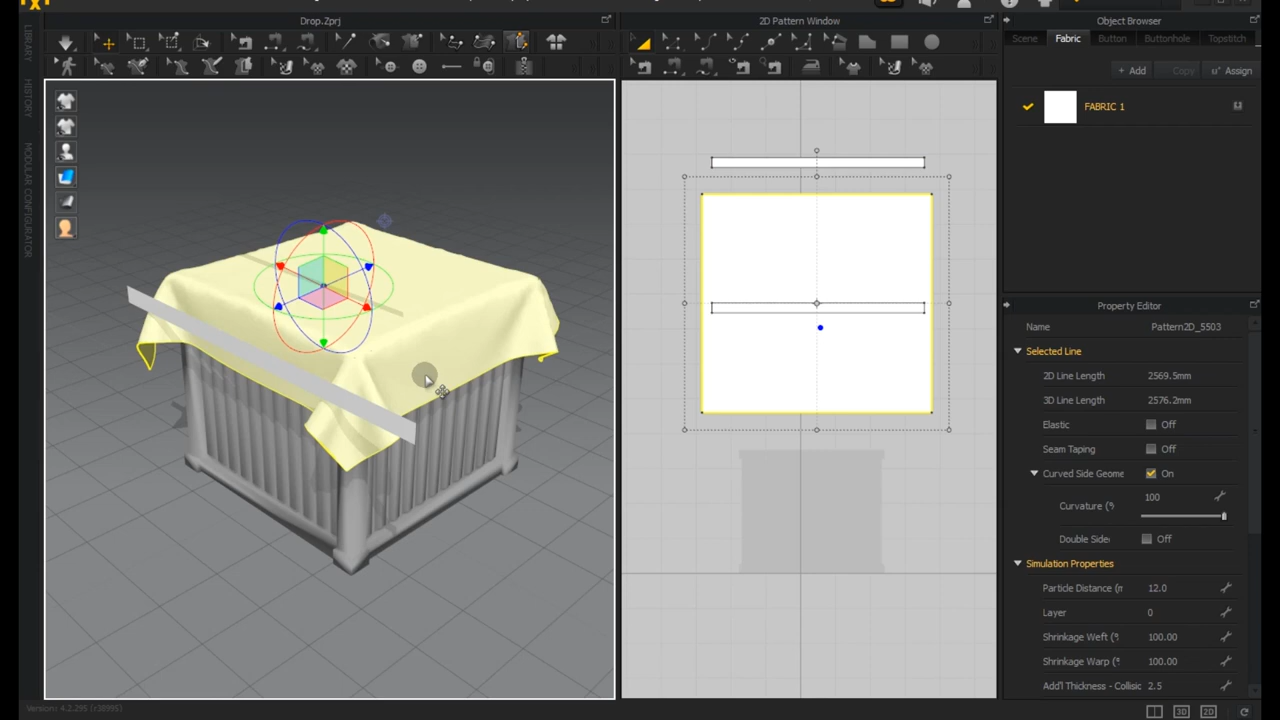 Drop.Zprj
2D Pattern Window
Object Browser
Scene Fabric Button Buttonhole Topstitch
+ Add Copy Assign
FABRIC 1
LIBRARY
HISTORY
MODULAR CONFIGURATOR
Property Editor
Name Pattern2D_5503
Selected Line
2D Line Length 2569.5mm
3D Line Length 2576.2mm
Elastic Off
Seam Taping Off
Curved Side Geome On
Curvature (% 100
Double Side Off
Simulation Properties
Particle Distance (m 12.0
Layer 0
Shrinkage Weft (% 100.00
Shrinkage Warp (% 100.00
Add'l Thickness - Collisic 2.5
Version: 4.2.295 (r38995)
3D 2D